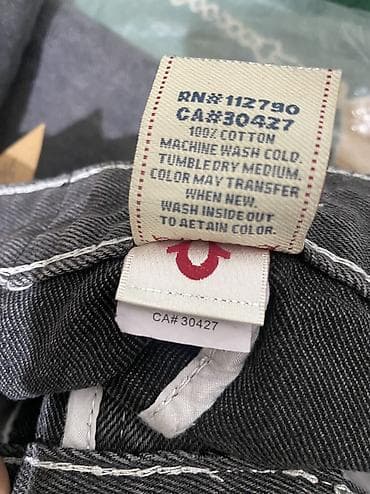 RN#112790
CA#30427
100% COTTON
MACHINE WASH COLD.
TUMBLE DRY MEDIUM.
COLOR MAY TRANSFER
WHEN NEW.
WASH INSIDE OUT
TO AETAIN COLOR.
CA# 30427